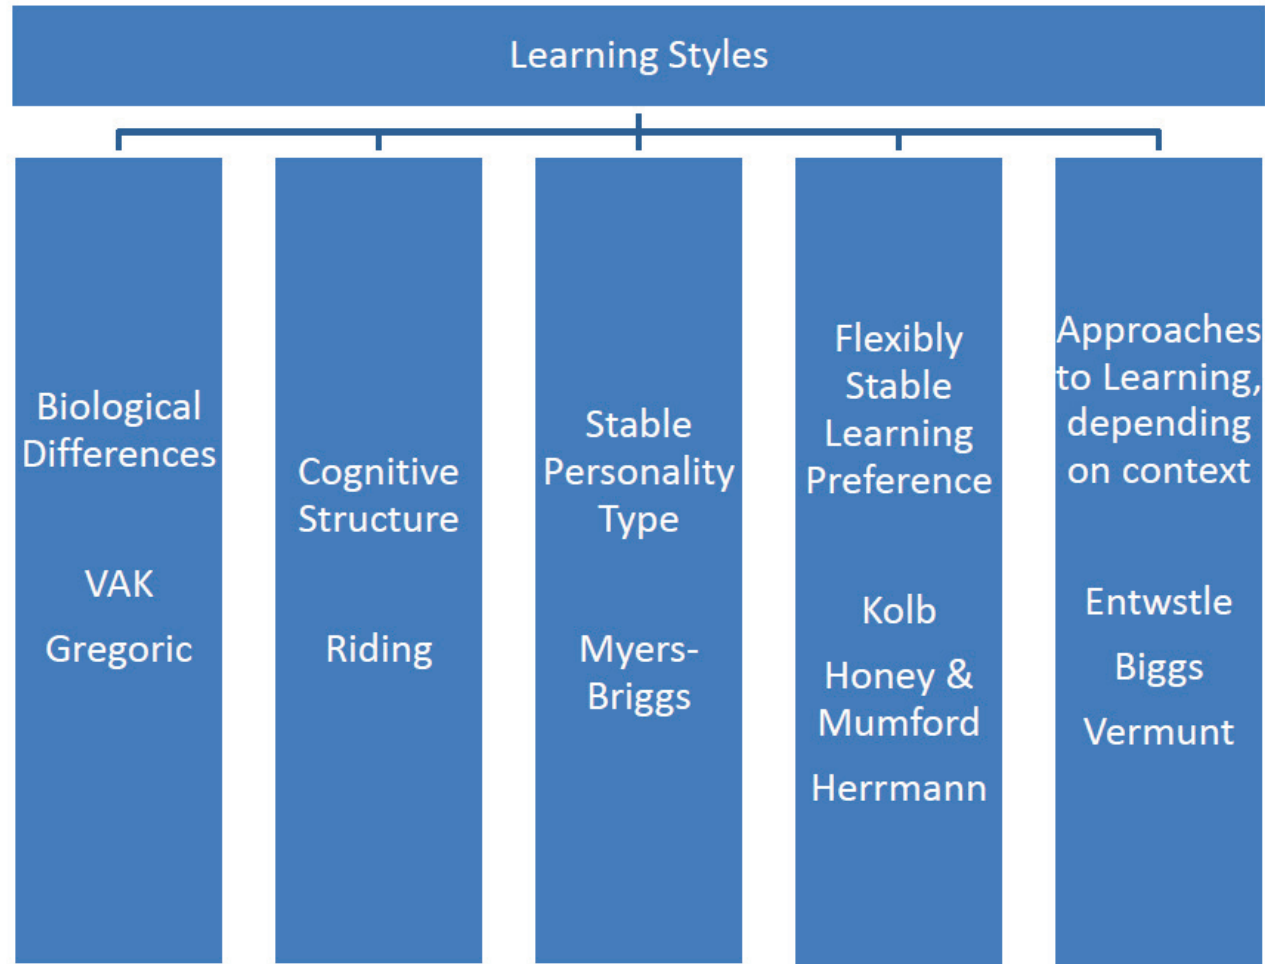 Learning Styles
Biological
Differences
VAK
Gregoric
Cognitive
Structure
Riding
Stable
Personality
Type
Myers-
Briggs
Flexibly
Stable
Learning
Preference
Kolb
Honey &
Mumford
Herrmann
Approaches
to Learning,
depending
on context
Entwstle
Biggs
Vermunt